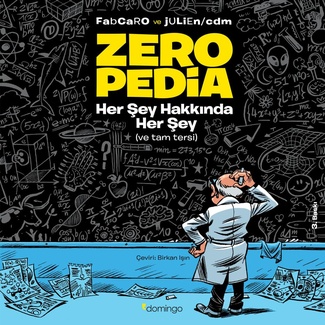 FabCaRO ve jULiEn/cdm
ZERO
PEDiA
Her Şey Hakkında
Her Şey
(ve tam tersi)
Çeviri: Birkan Işın
3. Baskı
domingo